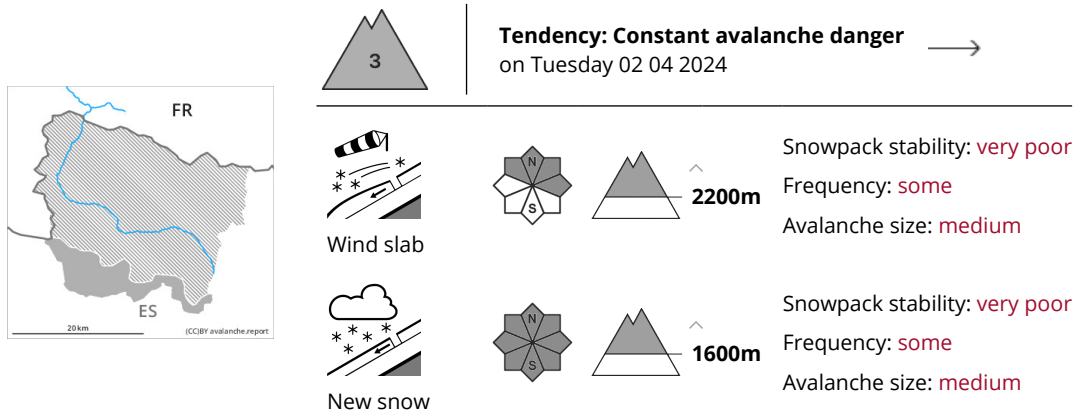 3
Tendency: Constant avalanche danger
on Tuesday 02 04 2024
FR
ES
20 km
(CC)BY avalanche.report
Wind slab
N
S
2200m
Snowpack stability: very poor
Frequency: some
Avalanche size: medium
New snow
N
S
1600m
Snowpack stability: very poor
Frequency: some
Avalanche size: medium